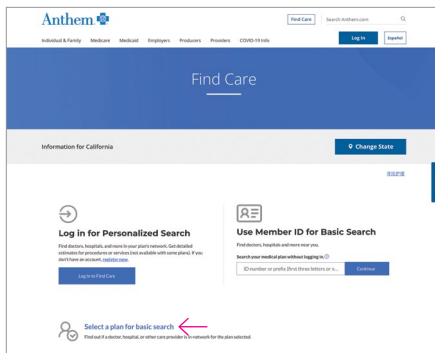 Anthem
Find Care
Search Anthem.com
Individual & Family Medicare Medicaid Employers Producers Providers COVID-19 Info
Log In
Español
Find Care
Information for California
Change State
Log in for Personalized Search
Find doctors, hospitals, and more in your plan's network. Get detailed
estimates for procedures or services (not available with some plans). If you
don't have an account, register now.
Log in to Find Care
Use Member ID for Basic Search
Find doctors, hospitals and more near you.
Search your medical plan without logging in.
ID number or prefix (first three letters or n...
Continue
Select a plan for basic search
Find out if a doctor, hospital, or other care provider is in network for the plan selected